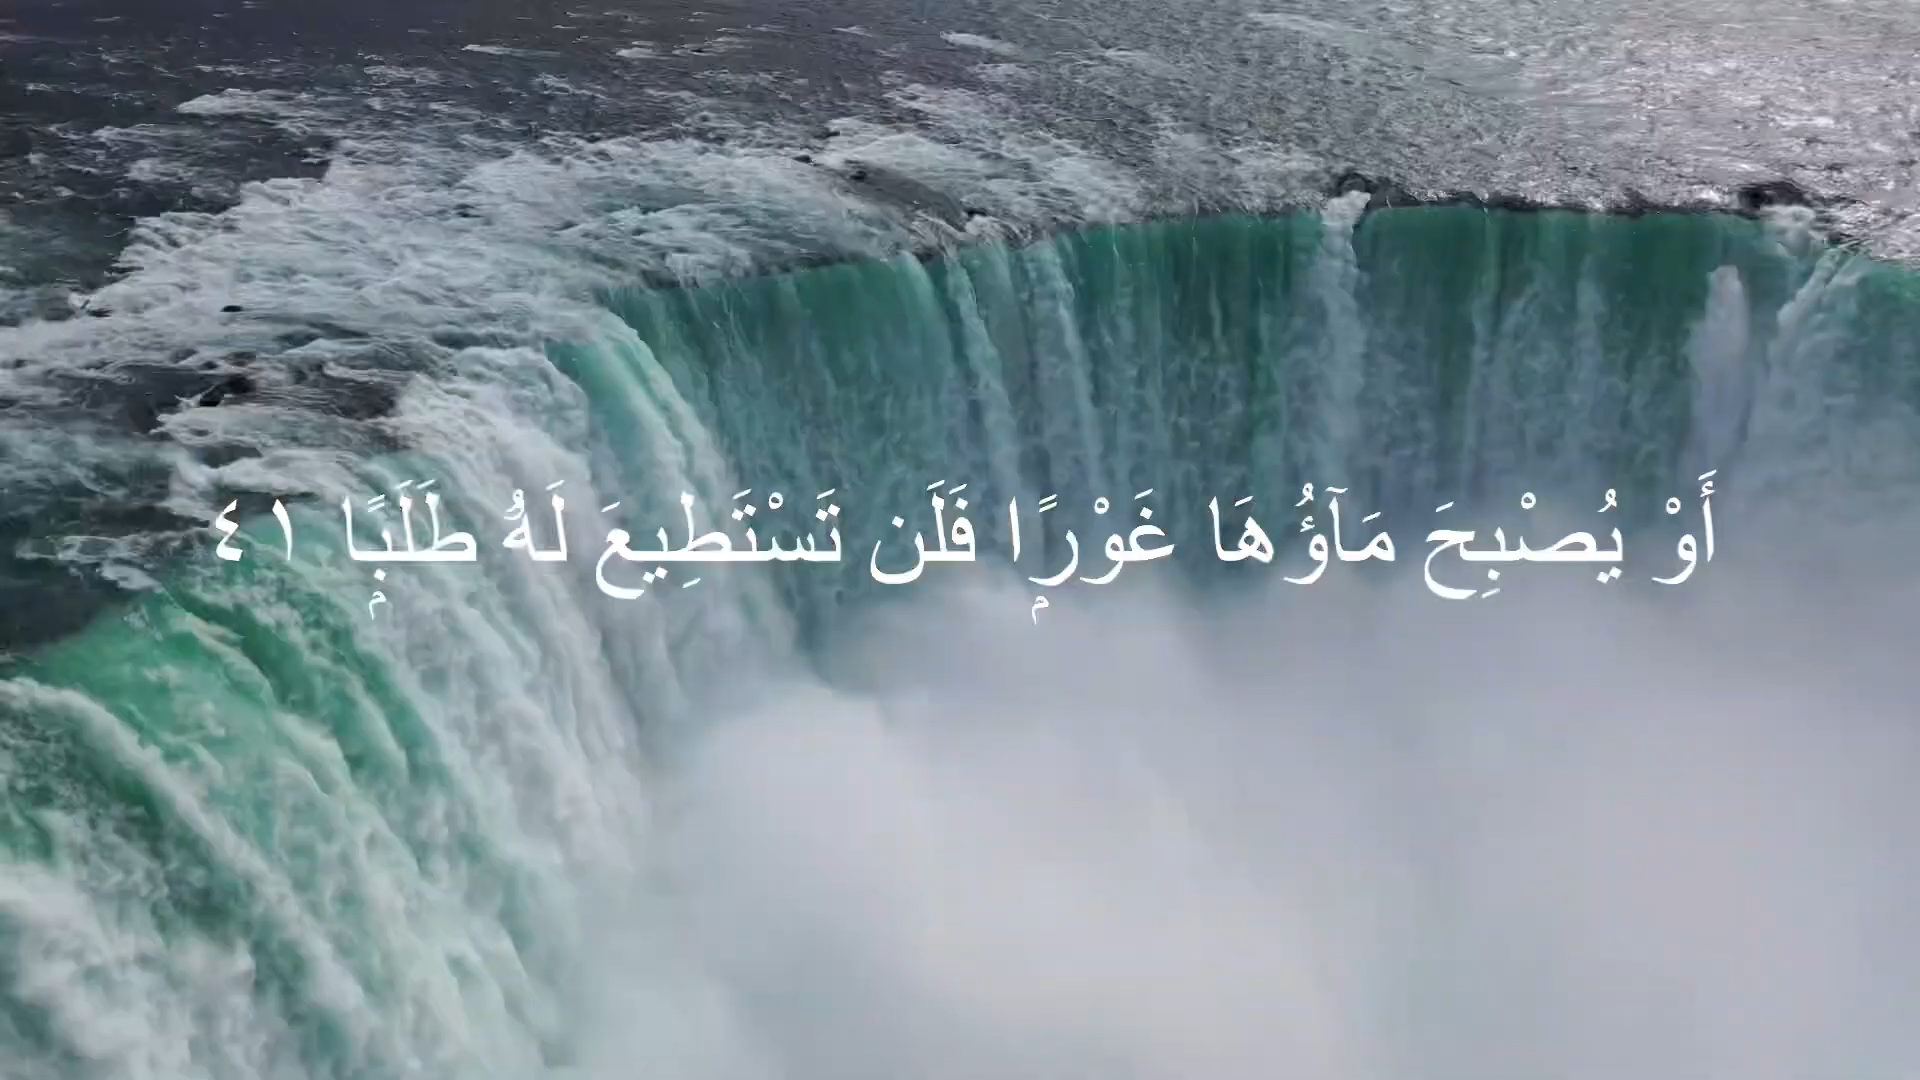 أَوْ يُصْبِحَ مَآؤُهَا غَوْرًۭا فَلَن تَسْتَطِيعَ لَهُۥ طَلَبًۭا ٤١